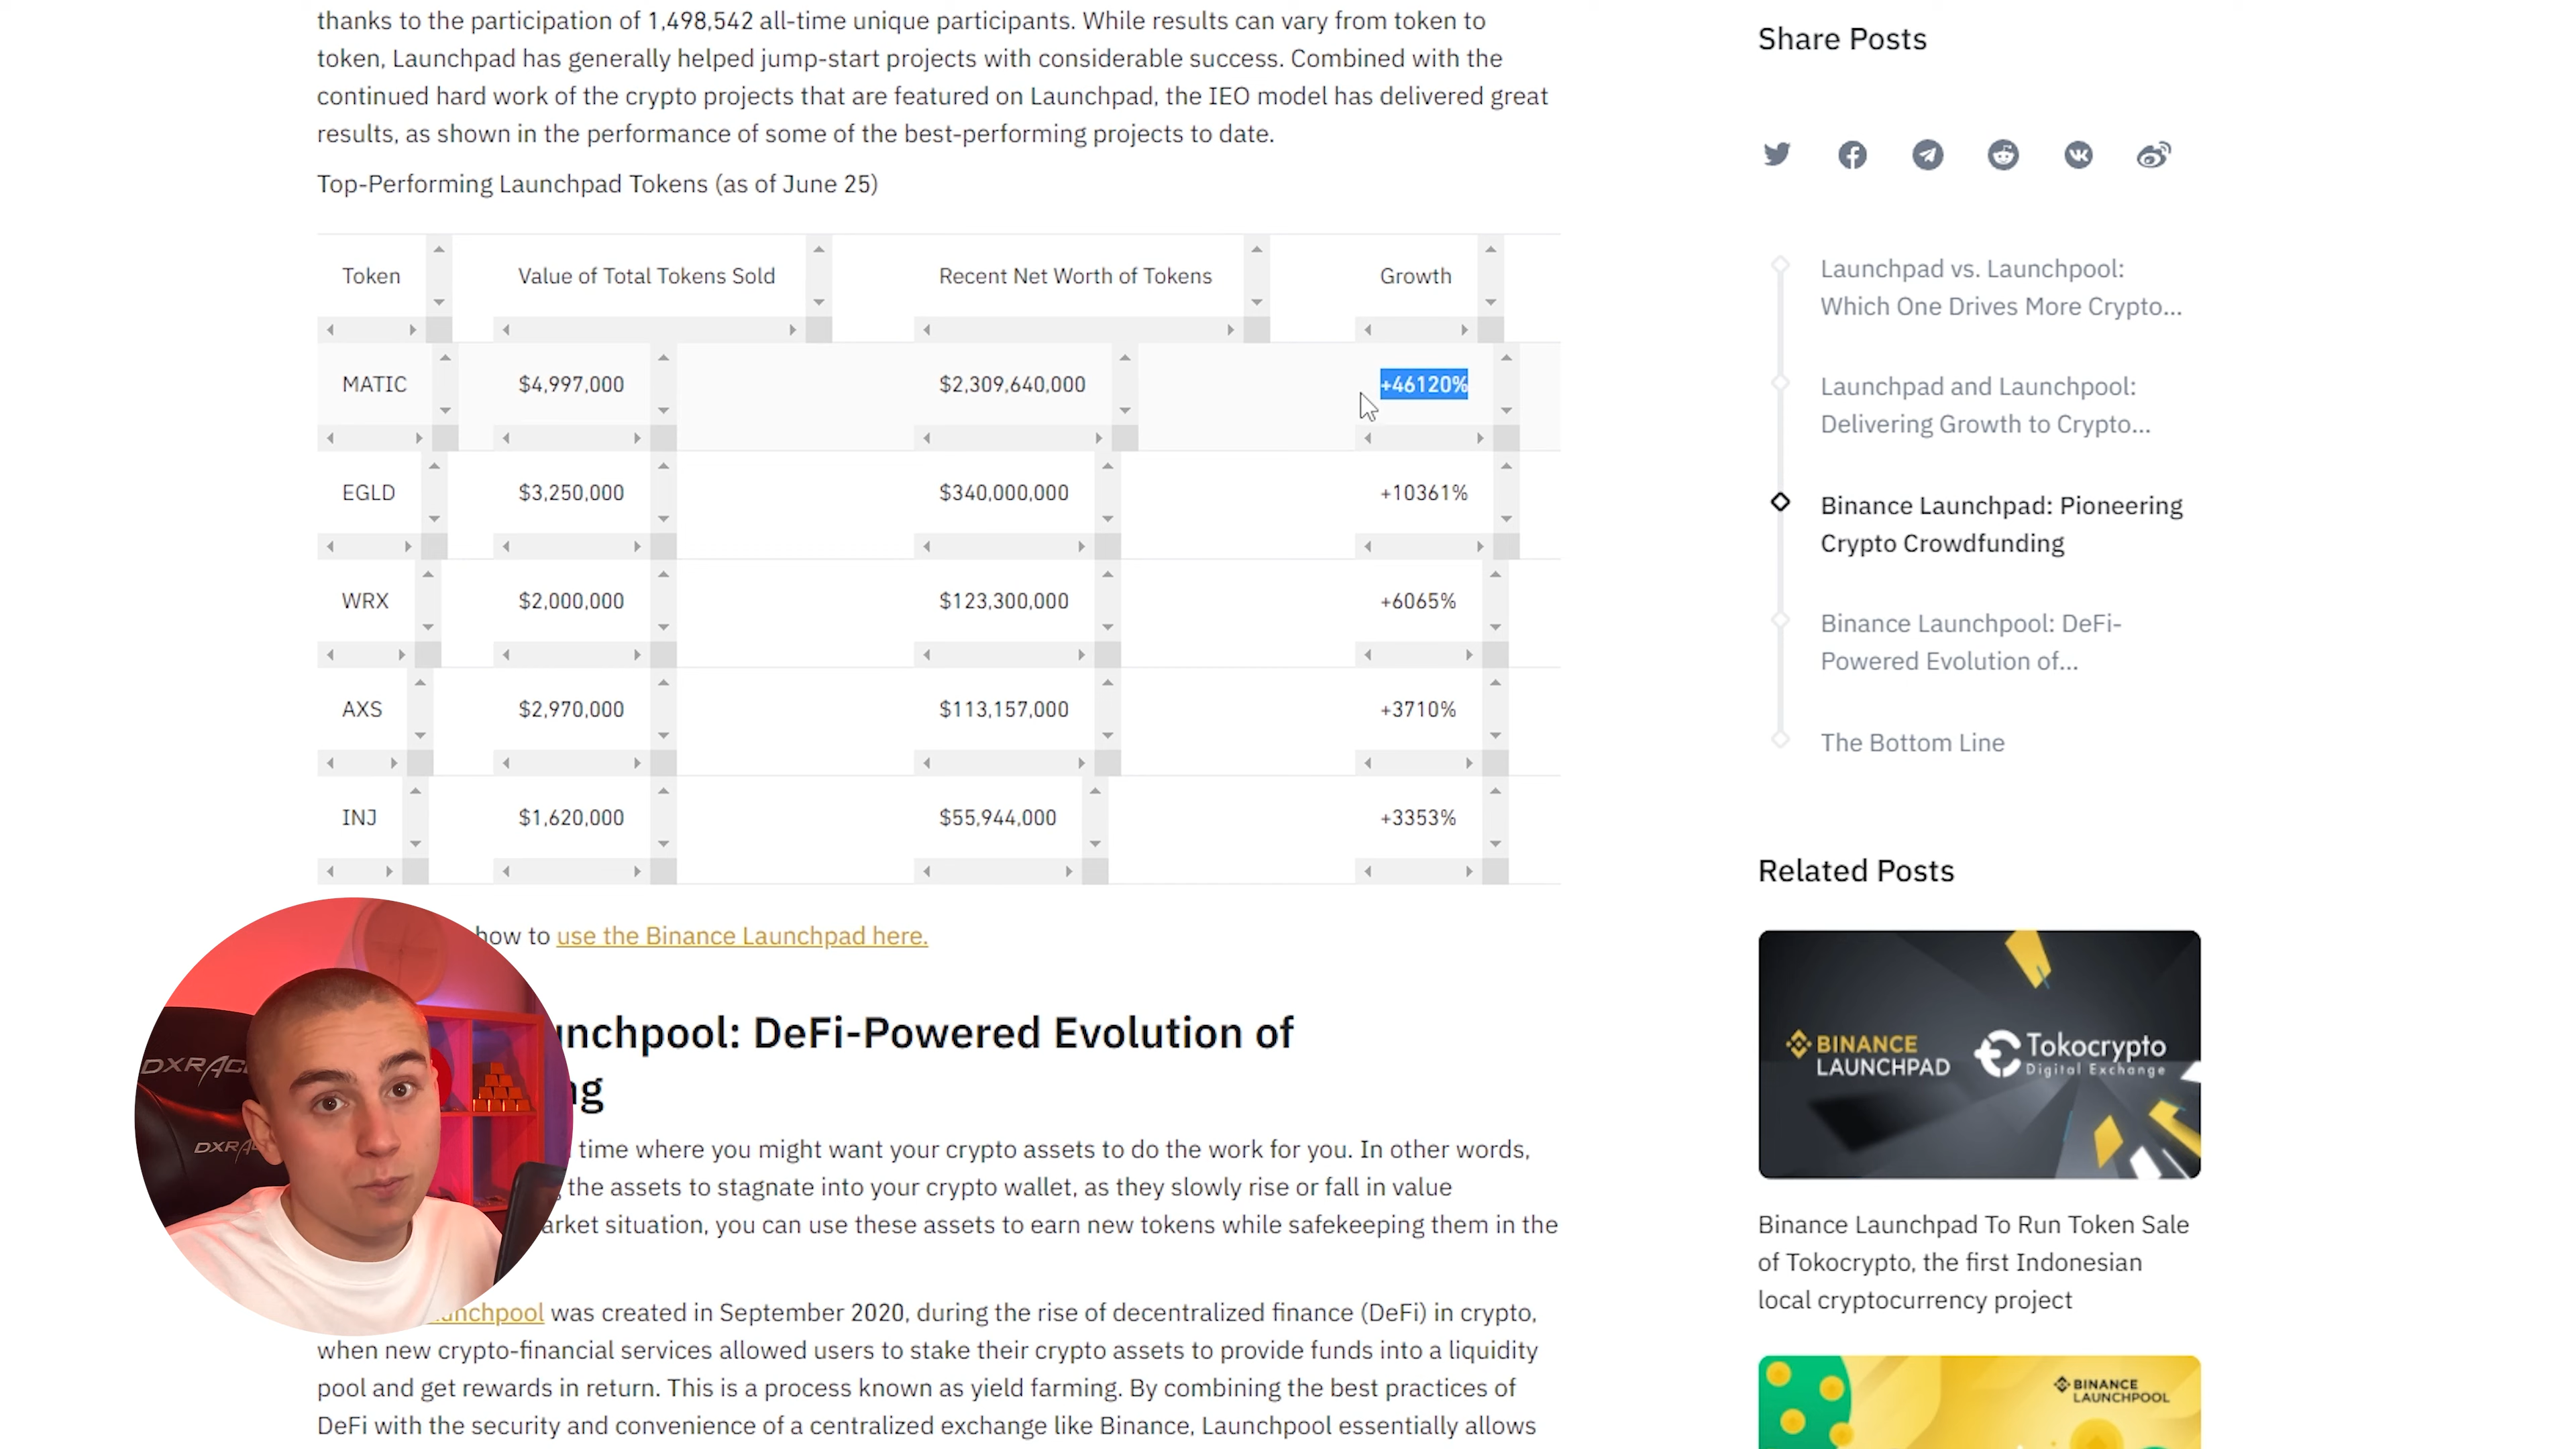 thanks to the participation of 1,498,542 all-time unique participants. While results can vary from token to
token, Launchpad has generally helped jump-start projects with considerable success. Combined with the
continued hard work of the crypto projects that are featured on Launchpad, the IEO model has delivered great
results, as shown in the performance of some of the best-performing projects to date.
Top-Performing Launchpad Tokens (as of June 25)
Token Value of Total Tokens Sold Recent Net Worth of Tokens Growth
MATIC $4,997,000 $2,309,640,000 +46120%
EGLD $3,250,000 $340,000,000 +10361%
WRX $2,000,000 $123,300,000 +6065%
AXS $2,970,000 $113,157,000 +3710%
INJ $1,620,000 $55,944,000 +3353%
how to use the Binance Launchpad here.
unchpool: DeFi-Powered Evolution of
time where you might want your crypto assets to do the work for you. In other words,
the assets to stagnate into your crypto wallet, as they slowly rise or fall in value
arket situation, you can use these assets to earn new tokens while safekeeping them in the
unchpool was created in September 2020, during the rise of decentralized finance (DeFi) in crypto,
when new crypto-financial services allowed users to stake their crypto assets to provide funds into a liquidity
pool and get rewards in return. This is a process known as yield farming. By combining the best practices of
DeFi with the security and convenience of a centralized exchange like Binance, Launchpool essentially allows
DXRAC
DXRA
Share Posts
Launchpad vs. Launchpool:
Which One Drives More Crypto...
Launchpad and Launchpool:
Delivering Growth to Crypto...
Binance Launchpad: Pioneering
Crypto Crowdfunding
Binance Launchpool: DeFi-
Powered Evolution of...
The Bottom Line
Related Posts
BINANCE
LAUNCHPAD
Tokocrypto
Digital Exchange
Binance Launchpad To Run Token Sale
of Tokocrypto, the first Indonesian
local cryptocurrency project
BINANCE
LAUNCHPOOL